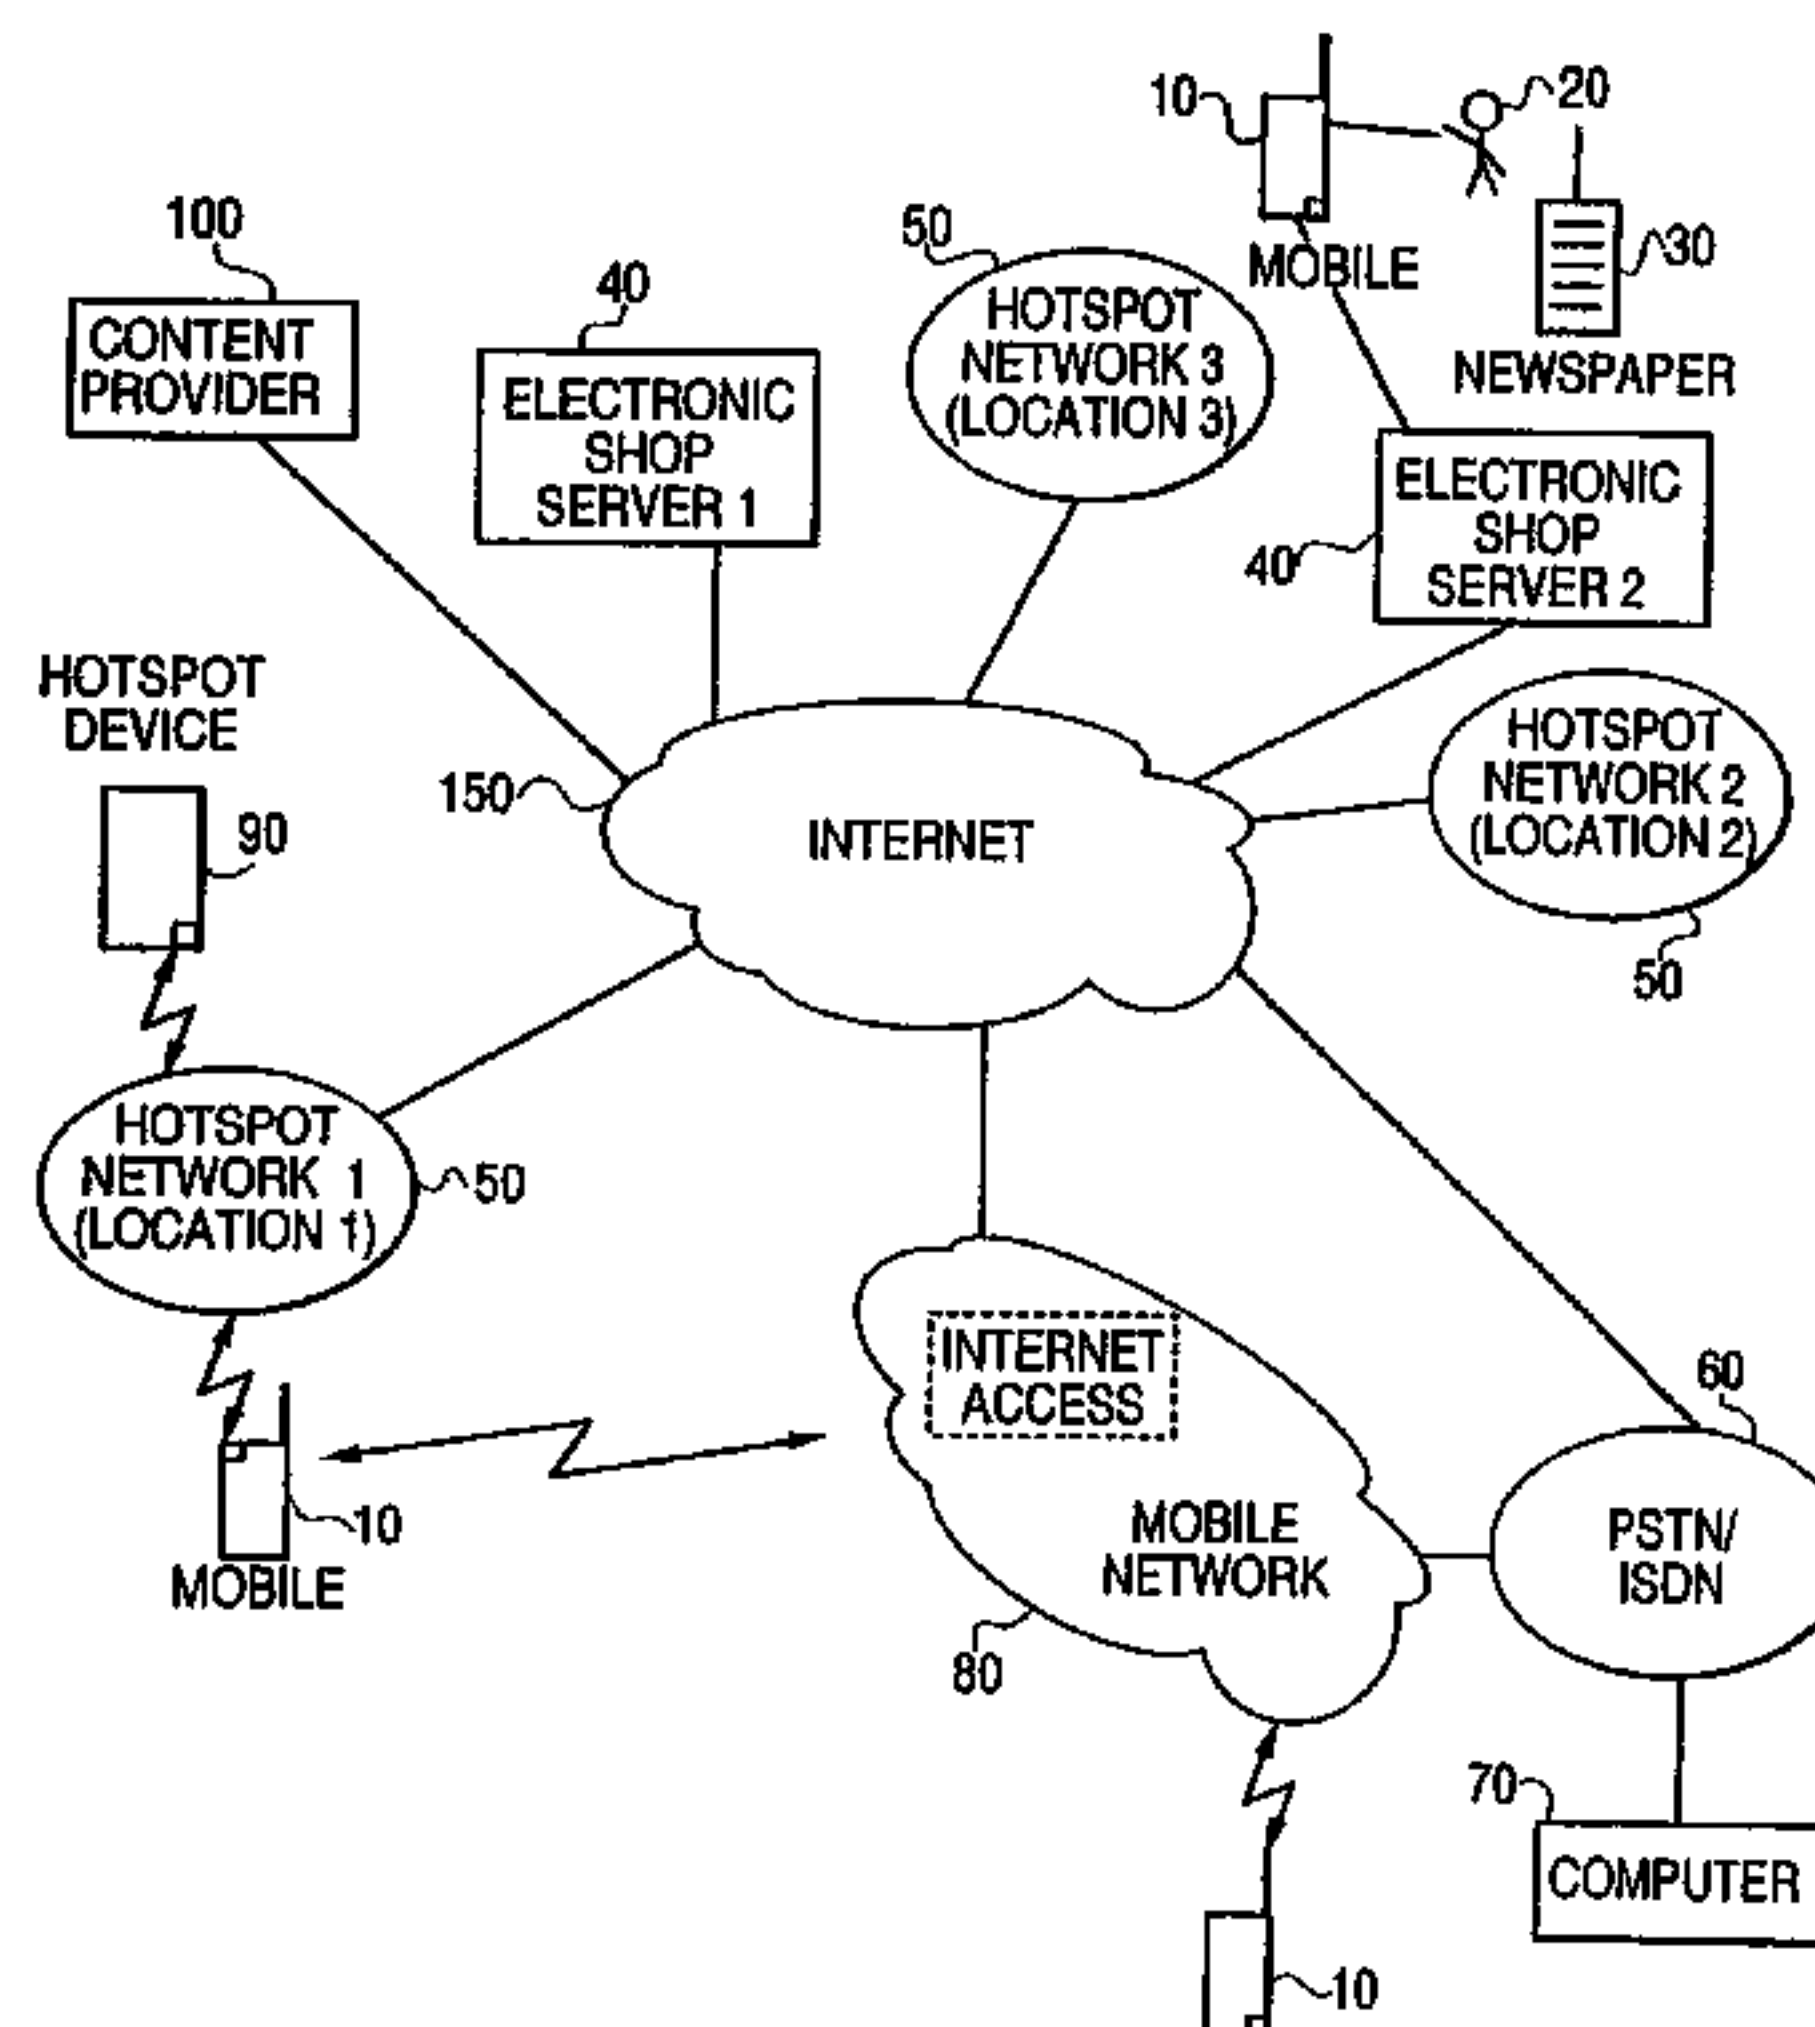 10
20
100
50
MOBILE
30
40
HOTSPOT
NETWORK 3
(LOCATION 3)
CONTENT
PROVIDER
NEWSPAPER
ELECTRONIC
SHOP
SERVER 1
ELECTRONIC
SHOP
SERVER 2
40
HOTSPOT
DEVICE
HOTSPOT
NETWORK 2
(LOCATION 2)
150
INTERNET
90
50
HOTSPOT
NETWORK 1
(LOCATION 1)
50
INTERNET
ACCESS
60
10
MOBILE
MOBILE
NETWORK
PSTN/
ISDN
80
70
COMPUTER
10